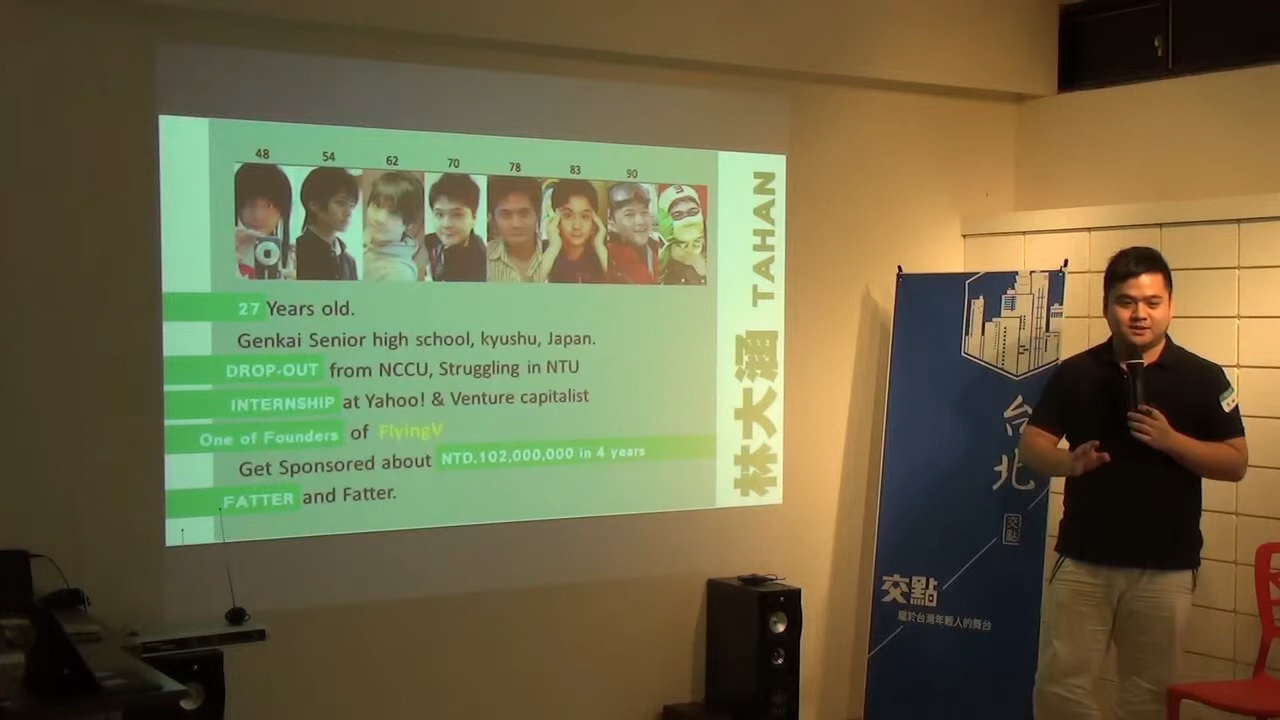 48 54 62 70 78 83 90
27 Years old.
Genkai Senior high school, kyushu, Japan.
DROP-OUT from NCCU, Struggling in NTU
INTERNSHIP at Yahoo! & Venture capitalist
One of Founders of FlyingV
Get Sponsored about NTD.102,000,000 in 4 years
FATTER and Fatter.
林大涵 TAHAN
台北
交點
交點
屬於台灣年輕人的舞台